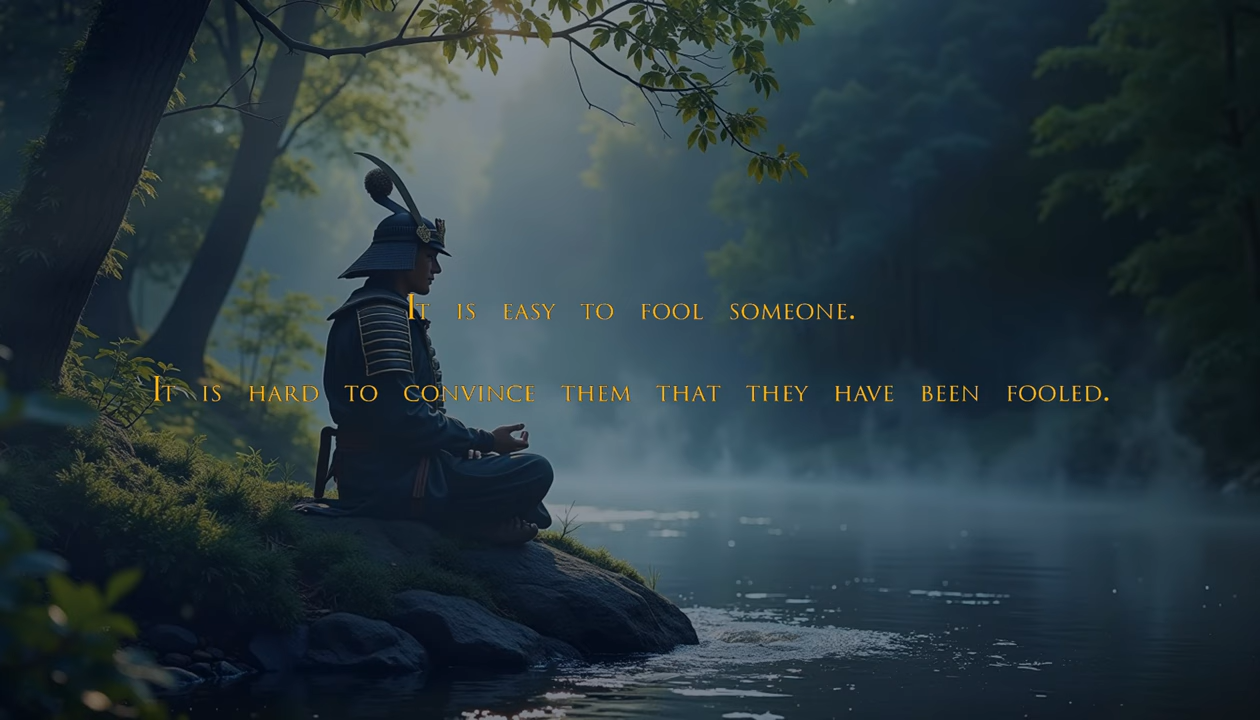 It is easy to fool someone.
It is hard to convince them that they have been fooled.